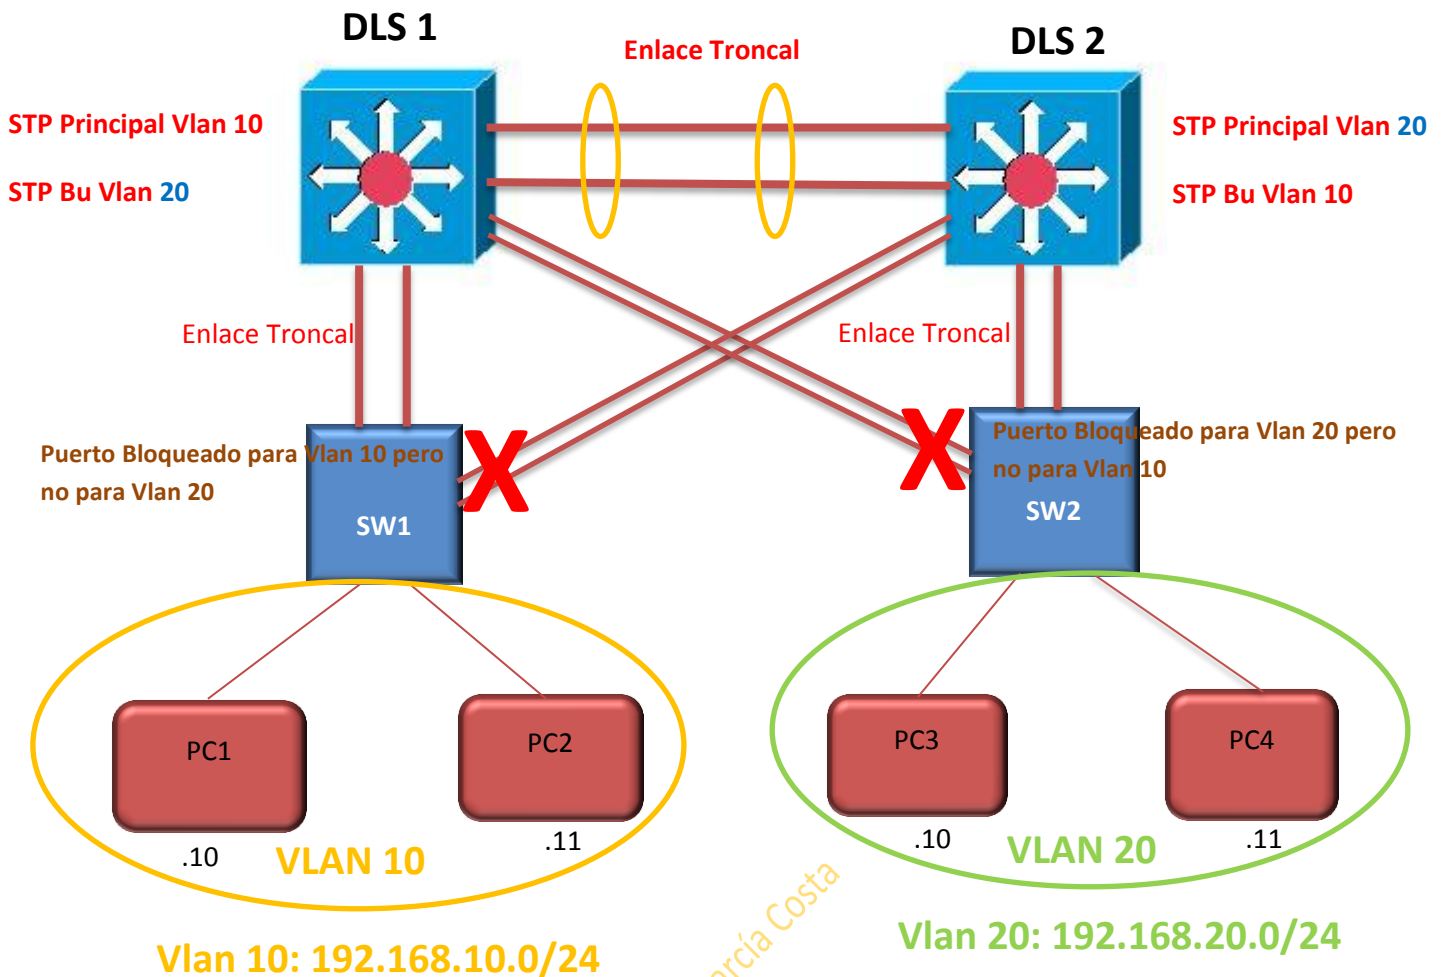 DLS 1
Enlace Troncal
DLS 2
STP Principal Vlan 10
STP Principal Vlan 20
STP Bu Vlan 20
STP Bu Vlan 10
Enlace Troncal
Enlace Troncal
Puerto Bloqueado para Vlan 10 pero
no para Vlan 20
X
X
Puerto Bloqueado para Vlan 20 pero
no para Vlan 10
SW1
SW2
PC1
PC2
PC3
PC4
.10
VLAN 10
.11
.10
VLAN 20
.11
Costa
Vlan 10: 192.168.10.0/24
Vlan 20: 192.168.20.0/24